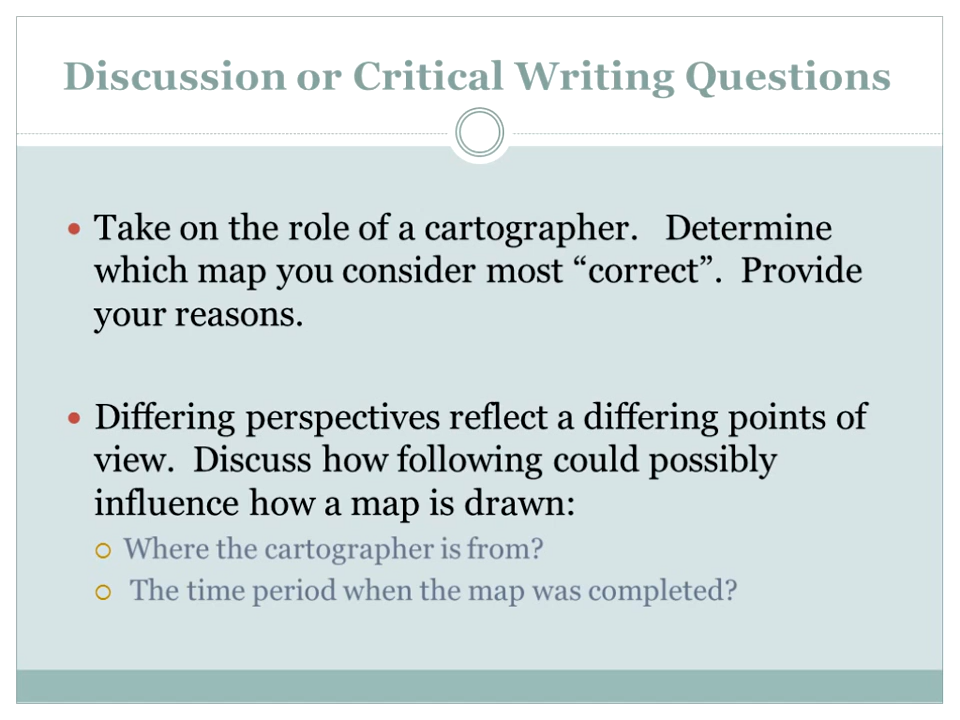 Discussion or Critical Writing Questions
• Take on the role of a cartographer.   Determine
which map you consider most “correct”.  Provide
your reasons.
• Differing perspectives reflect a differing points of
view.  Discuss how following could possibly
influence how a map is drawn:
○ Where the cartographer is from?
○ The time period when the map was completed?